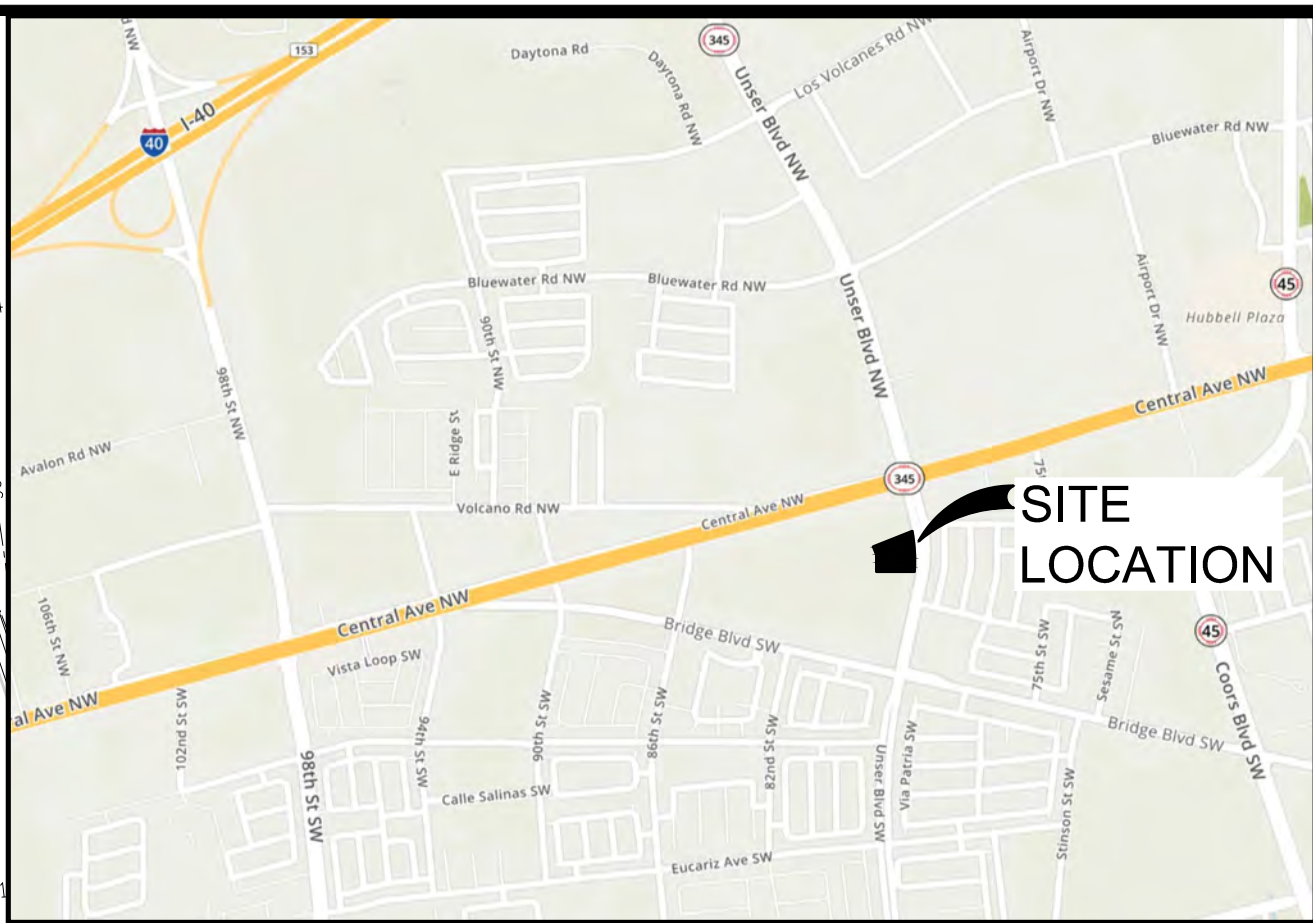 153
Daytona Rd
345
Los Volcanes Rd NW
Airport Dr NW
Daytona Rd NW
Unser Blvd NW
I-40
40
Bluewater Rd NW
Bluewater Rd NW
Bluewater Rd NW
Airport Dr NW
45
Hubbell Plaza
Unser Blvd NW
90th St NW
98th St NW
Central Ave NW
E Ridge St
Avalon Rd NW
345
Volcano Rd NW
Central Ave NW
SITE
LOCATION
106th St NW
Central Ave NW
Bridge Blvd SW
Vista Loop SW
75th St SW
Sesame St SW
45
Coors Blvd SW
al Ave NW
102nd St SW
94th St SW
90th St SW
86th St SW
82nd St SW
Unser Blvd SW
Via Patria SW
Bridge Blvd SW
98th St SW
Calle Salinas SW
Stinson St SW
Eucariz Ave SW